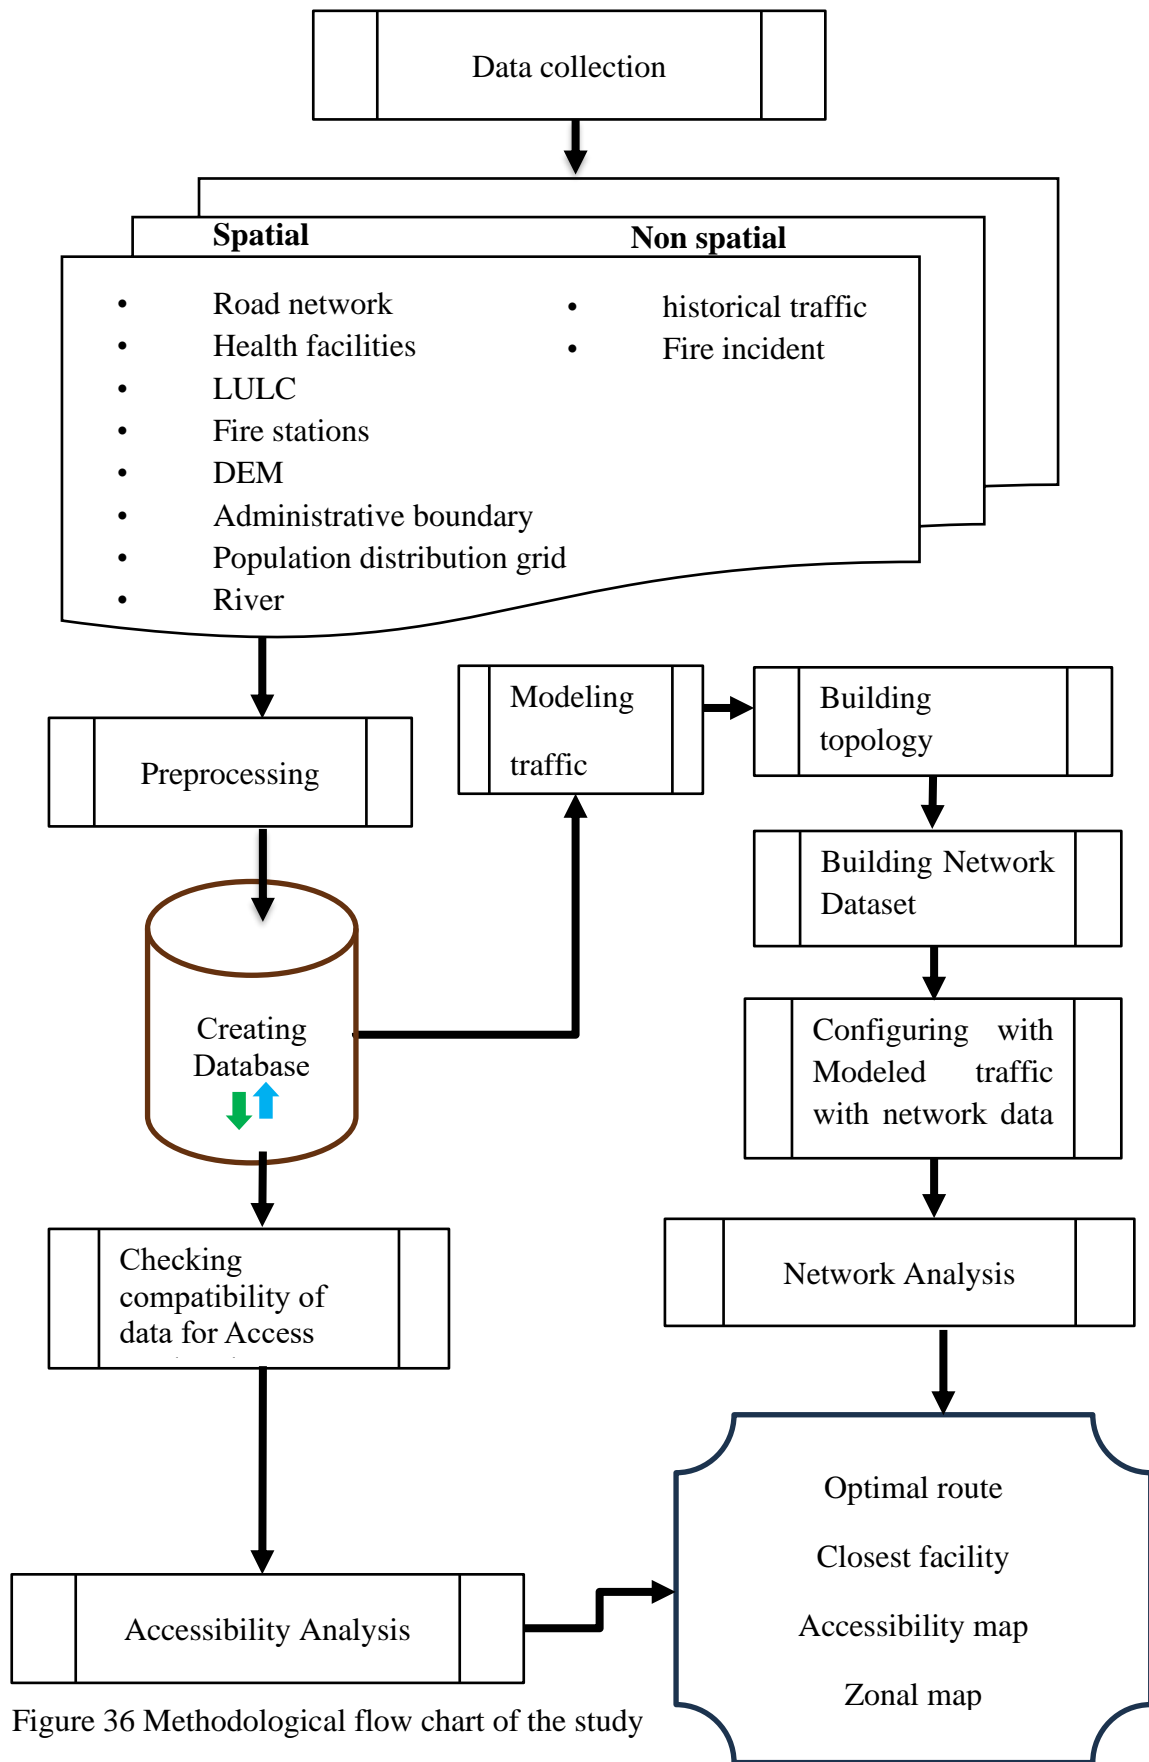 Data collection
Spatial
Non spatial
• Road network
• Health facilities
• LULC
• Fire stations
• DEM
• Administrative boundary
• Population distribution grid
• River
• historical traffic
• Fire incident
Preprocessing
Creating
Database
Modeling
traffic
Building
topology
Building Network
Dataset
Configuring with
Modeled traffic
with network data
Network Analysis
Checking
compatibility of
data for Access
Accessibility Analysis
Optimal route
Closest facility
Accessibility map
Zonal map
Figure 36 Methodological flow chart of the study